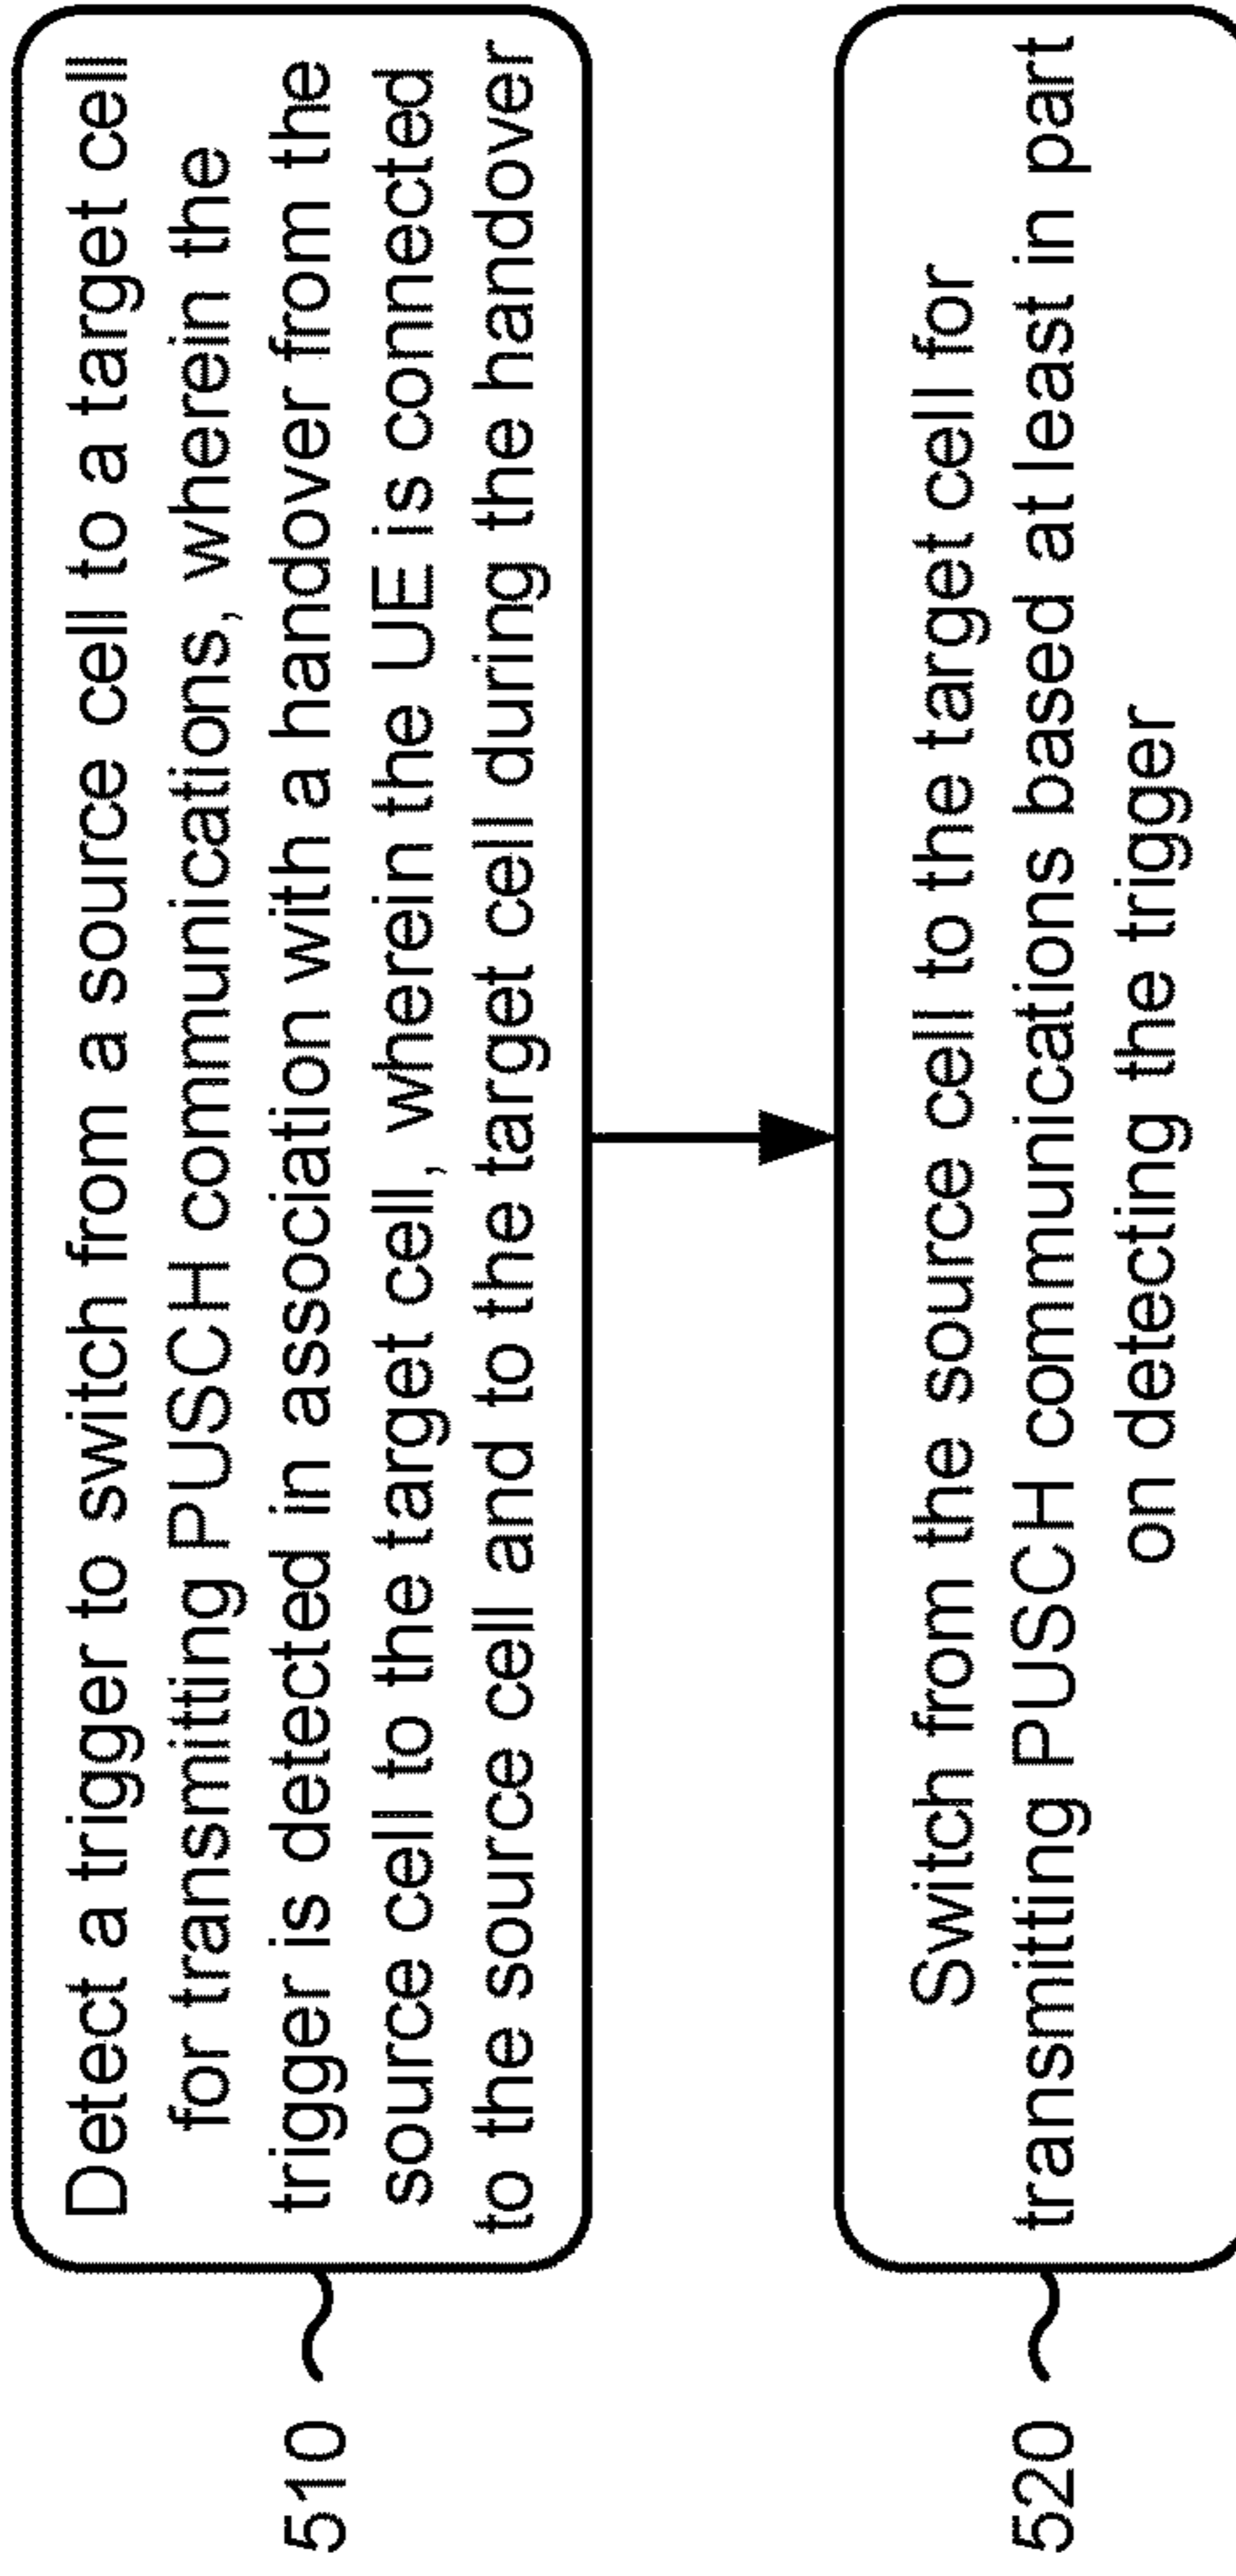 Detect a trigger to switch from a source cell to a target cell
for transmitting PUSCH communications, wherein the
trigger is detected in association with a handover from the
source cell to the target cell, wherein the UE is connected
to the source cell and to the target cell during the handover
510
Switch from the source cell to the target cell for
transmitting PUSCH communications based at least in part
on detecting the trigger
520